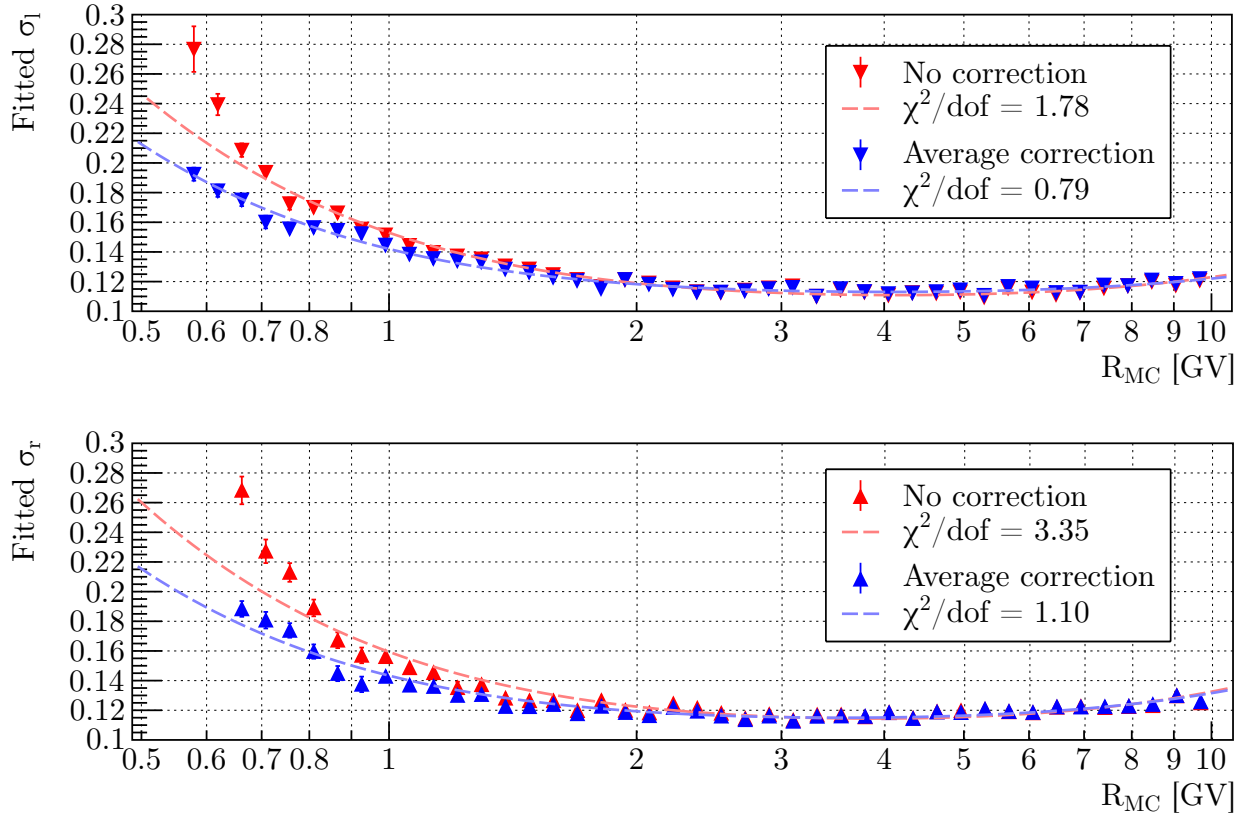 Fitted σl
0.3
0.28
0.26
0.24
0.22
0.2
0.18
0.16
0.14
0.12
0.1
No correction
χ²/dof = 1.78
Average correction
χ²/dof = 0.79
0.5 0.6 0.7 0.8 1 2 3 4 5 6 7 8 9 10
RMC [GV]
Fitted σr
0.3
0.28
0.26
0.24
0.22
0.2
0.18
0.16
0.14
0.12
0.1
No correction
χ²/dof = 3.35
Average correction
χ²/dof = 1.10
0.5 0.6 0.7 0.8 1 2 3 4 5 6 7 8 9 10
RMC [GV]